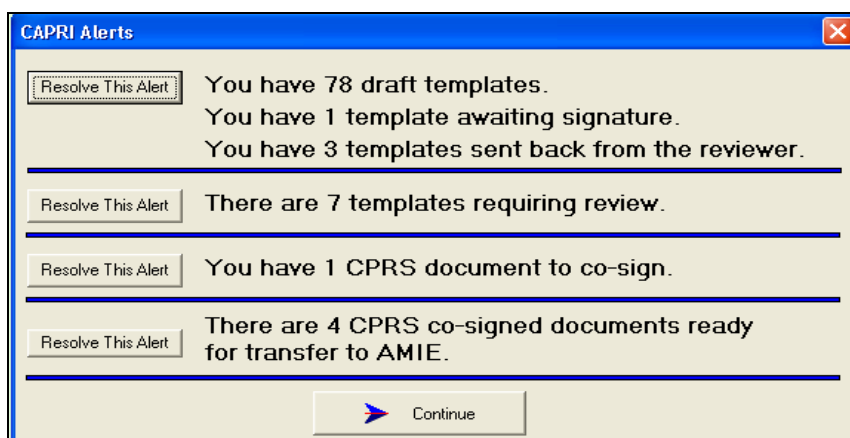 CAPRI Alerts
Resolve This Alert
You have 78 draft templates.
You have 1 template awaiting signature.
You have 3 templates sent back from the reviewer.
Resolve This Alert
There are 7 templates requiring review.
Resolve This Alert
You have 1 CPRS document to co-sign.
Resolve This Alert
There are 4 CPRS co-signed documents ready
for transfer to AMIE.
Continue